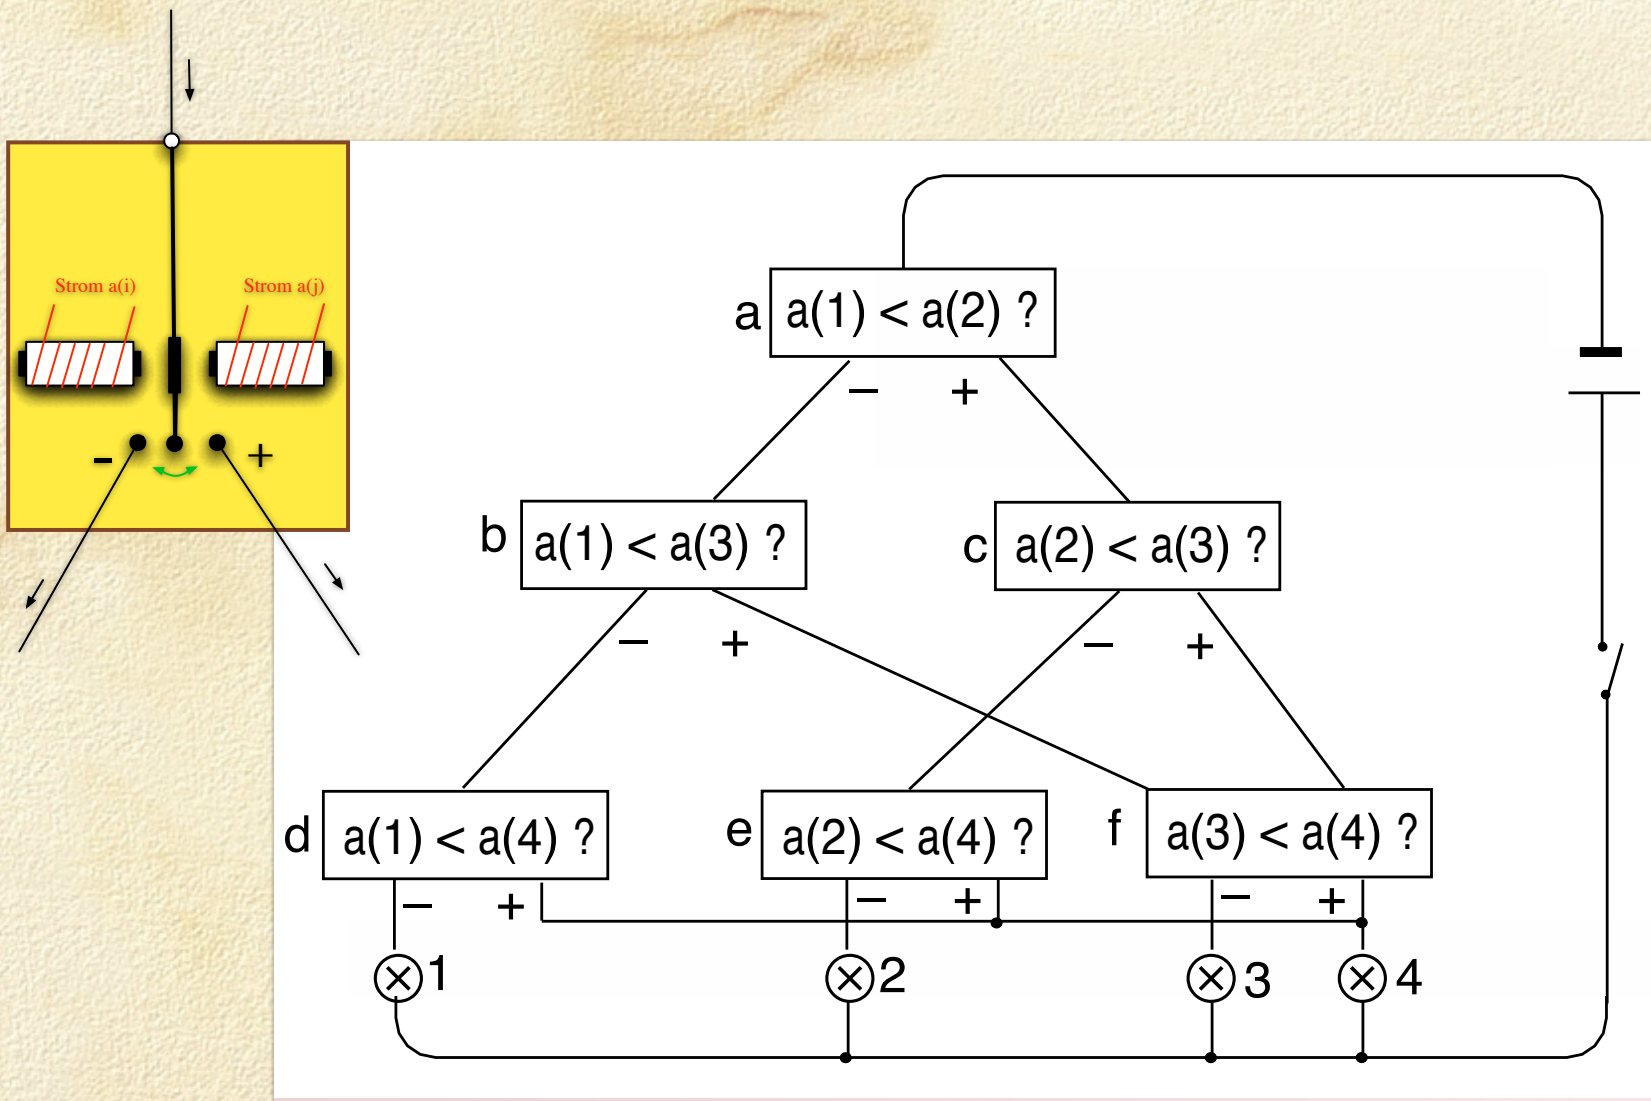 Strom a(i)
Strom a(j)
- +
a a(1) < a(2) ?
− +
b a(1) < a(3) ?
c a(2) < a(3) ?
− +
− +
d a(1) < a(4) ?
e a(2) < a(4) ?
f a(3) < a(4) ?
− +
− +
− +
1
2
3
4